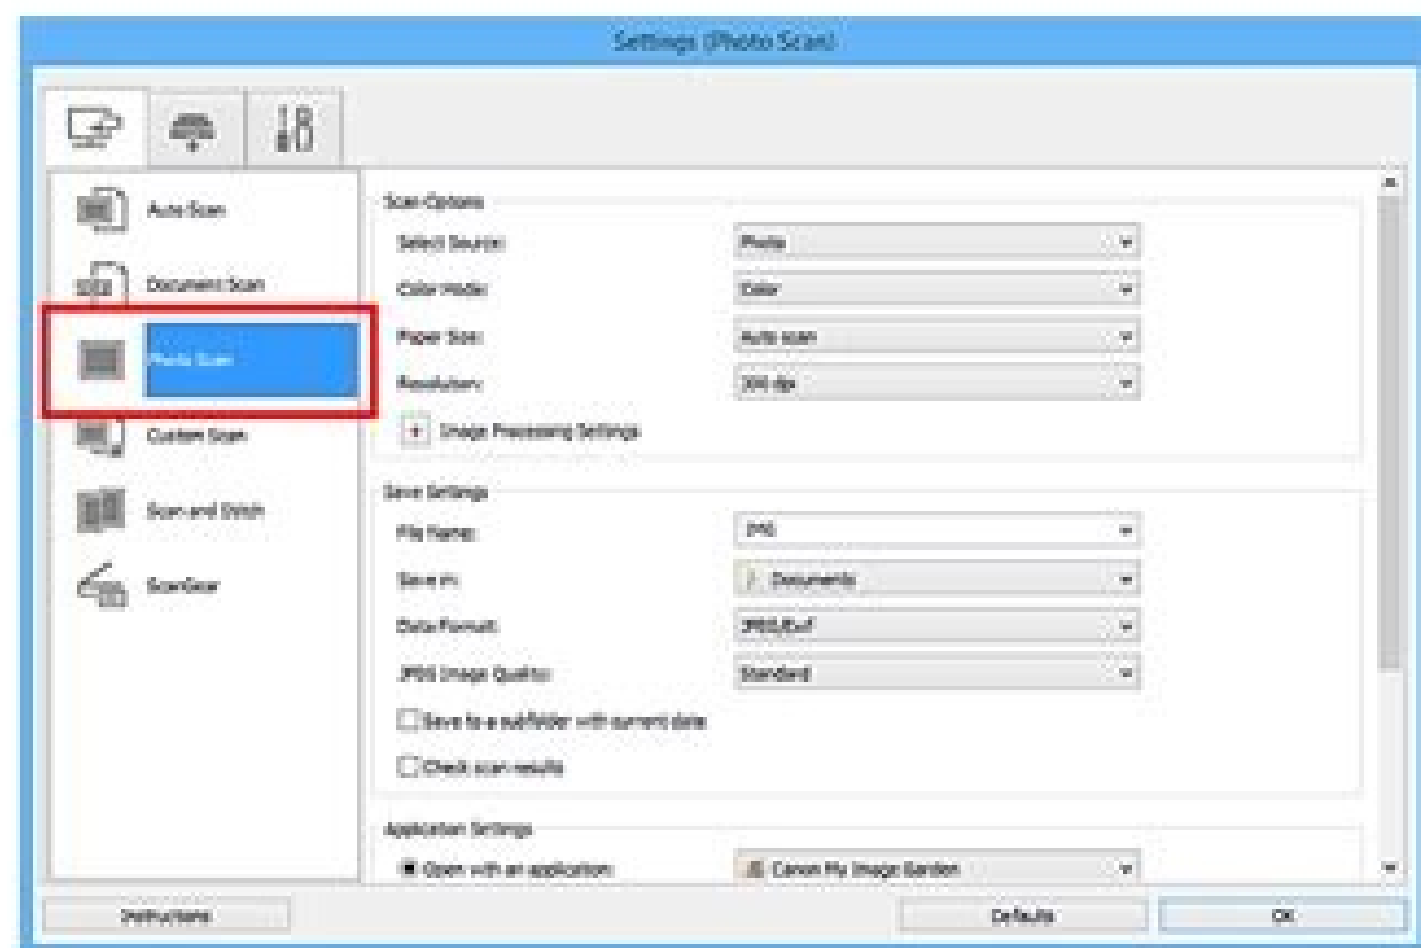 Settings (Photo Scan)
Auto Scan
Document Scan
Photo Scan
Custom Scan
Scan and Stitch
ScanGear
Scan Options
Select Source: Photo
Color Mode: Color
Paper Size: Auto scan
Resolution: 300 dpi
+ Image Processing Settings
Save Settings
File Name: IMG
Save in: Documents
Data Format: JPEG/Exif
JPEG Image Quality: Standard
Save to a subfolder with current date
Check scan results
Application Settings
Open with an application: Canon My Image Garden
Instructions
Defaults
OK